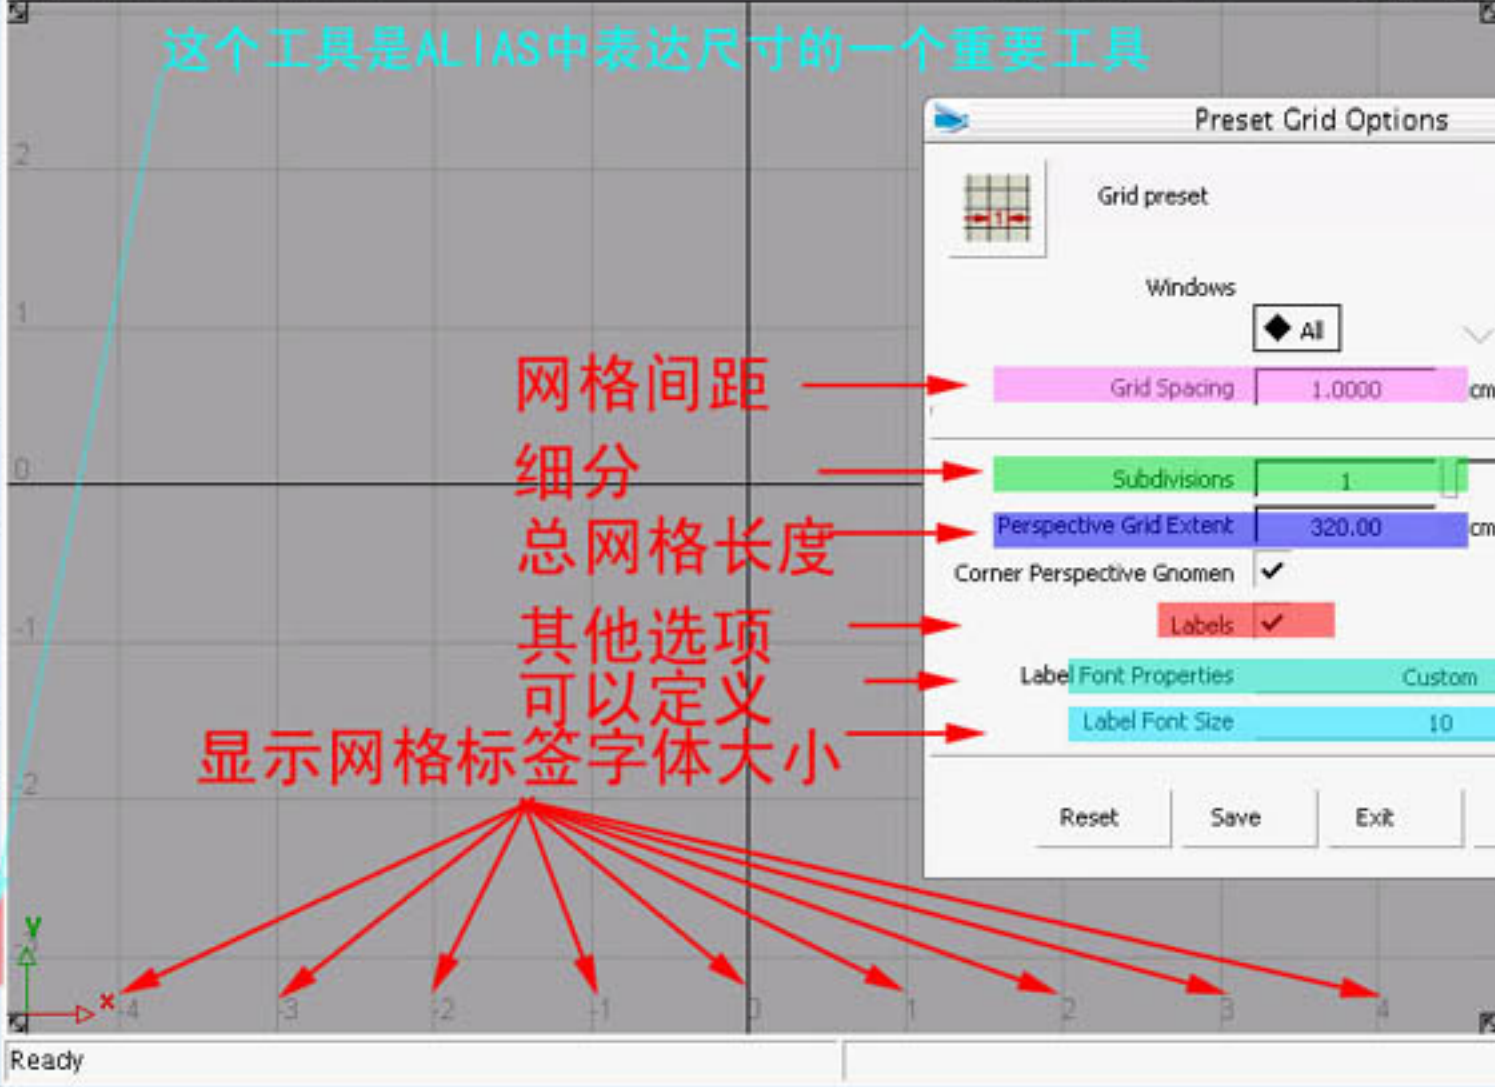 这个工具是ALIAS中表达尺寸的一个重要工具
Preset Grid Options
Grid preset
1
Windows
All
网格间距
Grid Spacing 1.0000 cm
细分
Subdivisions 1
总网格长度
Perspective Grid Extent 320.00 cm
Corner Perspective Gnomen
其他选项
Labels
可以定义
Label Font Properties Custom
显示网格标签字体大小
Label Font Size 10
Reset Save Exit
2
1
0
-1
-2
Y
x
-4 -3 -2 -1 0 1 2 3 4
Ready